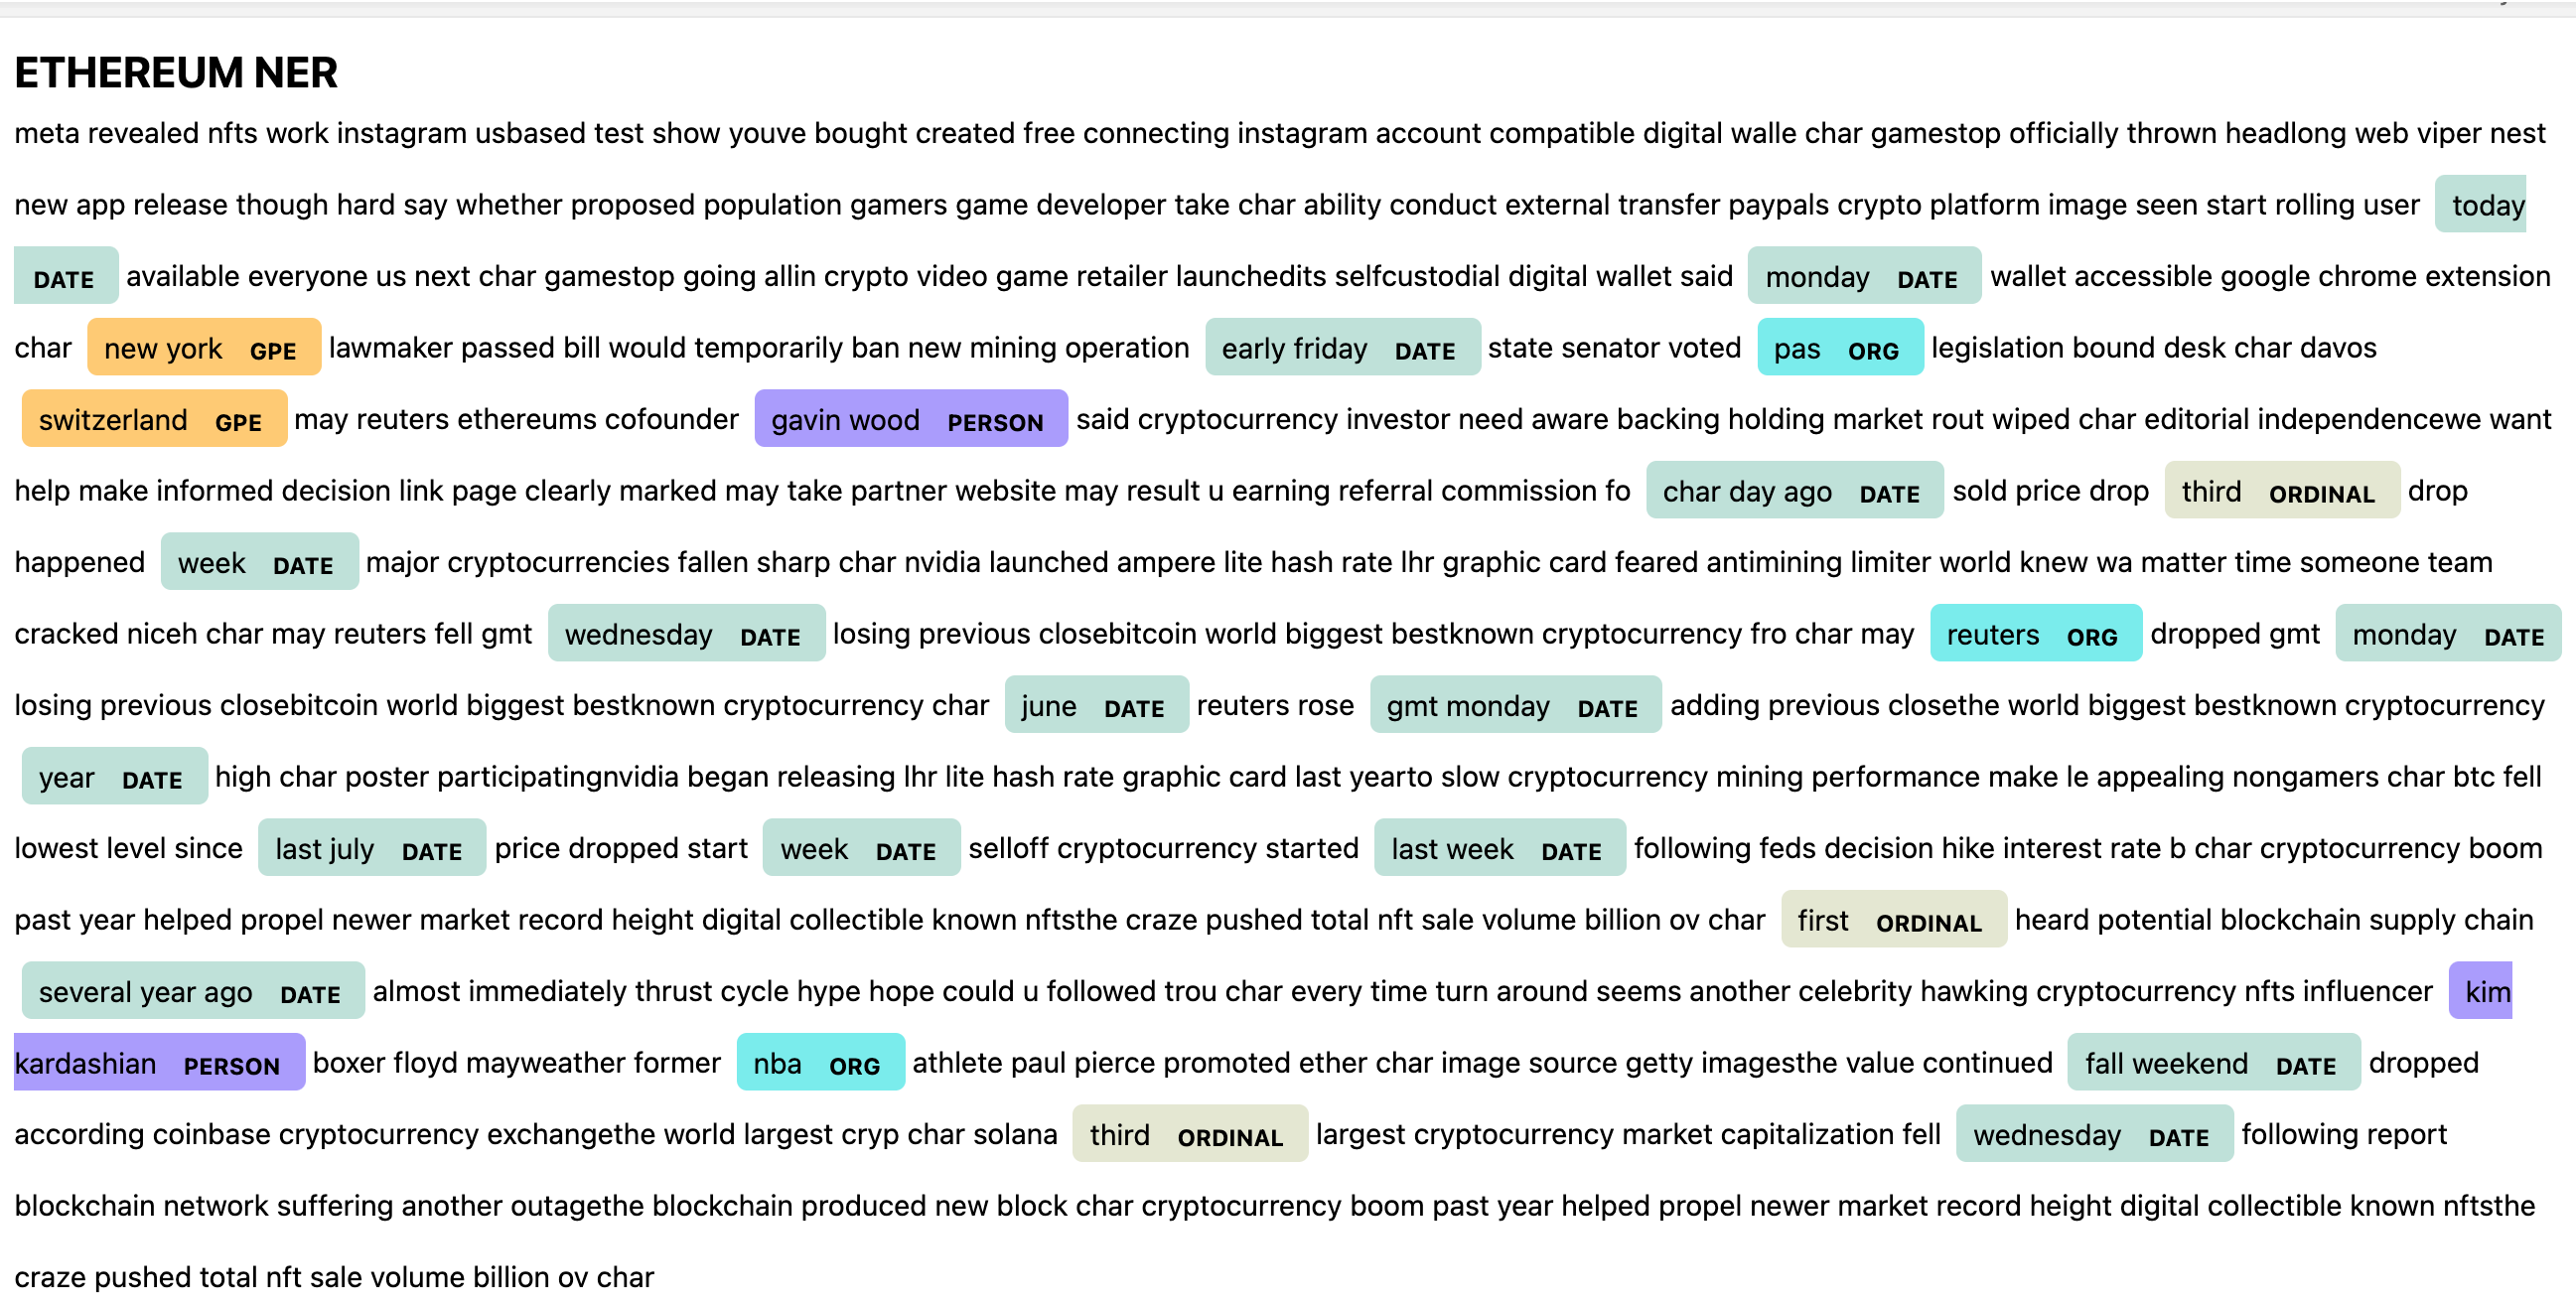 ETHEREUM NER
meta revealed nfts work instagram usbased test show youve bought created free connecting instagram account compatible digital walle char gamestop officially thrown headlong web viper nest
new app release though hard say whether proposed population gamers game developer take char ability conduct external transfer paypals crypto platform image seen start rolling user today
DATE available everyone us next char gamestop going allin crypto video game retailer launchedits selfcustodial digital wallet said monday DATE wallet accessible google chrome extension
char new york GPE lawmaker passed bill would temporarily ban new mining operation early friday DATE state senator voted pas ORG legislation bound desk char davos
switzerland GPE may reuters ethereums cofounder gavin wood PERSON said cryptocurrency investor need aware backing holding market rout wiped char editorial independencewe want
help make informed decision link page clearly marked may take partner website may result u earning referral commission fo char day ago DATE sold price drop third ORDINAL drop
happened week DATE major cryptocurrencies fallen sharp char nvidia launched ampere lite hash rate lhr graphic card feared antimining limiter world knew wa matter time someone team
cracked niceh char may reuters fell gmt wednesday DATE losing previous closebitcoin world biggest bestknown cryptocurrency fro char may reuters ORG dropped gmt monday DATE
losing previous closebitcoin world biggest bestknown cryptocurrency char june DATE reuters rose gmt monday DATE adding previous closethe world biggest bestknown cryptocurrency
year DATE high char poster participatingnvidia began releasing lhr lite hash rate graphic card last yearto slow cryptocurrency mining performance make le appealing nongamers char btc fell
lowest level since last july DATE price dropped start week DATE selloff cryptocurrency started last week DATE following feds decision hike interest rate b char cryptocurrency boom
past year helped propel newer market record height digital collectible known nftsthe craze pushed total nft sale volume billion ov char first ORDINAL heard potential blockchain supply chain
several year ago DATE almost immediately thrust cycle hype hope could u followed trou char every time turn around seems another celebrity hawking cryptocurrency nfts influencer kim
kardashian PERSON boxer floyd mayweather former nba ORG athlete paul pierce promoted ether char image source getty imagesthe value continued fall weekend DATE dropped
according coinbase cryptocurrency exchangethe world largest cryp char solana third ORDINAL largest cryptocurrency market capitalization fell wednesday DATE following report
blockchain network suffering another outagethe blockchain produced new block char cryptocurrency boom past year helped propel newer market record height digital collectible known nftsthe
craze pushed total nft sale volume billion ov char